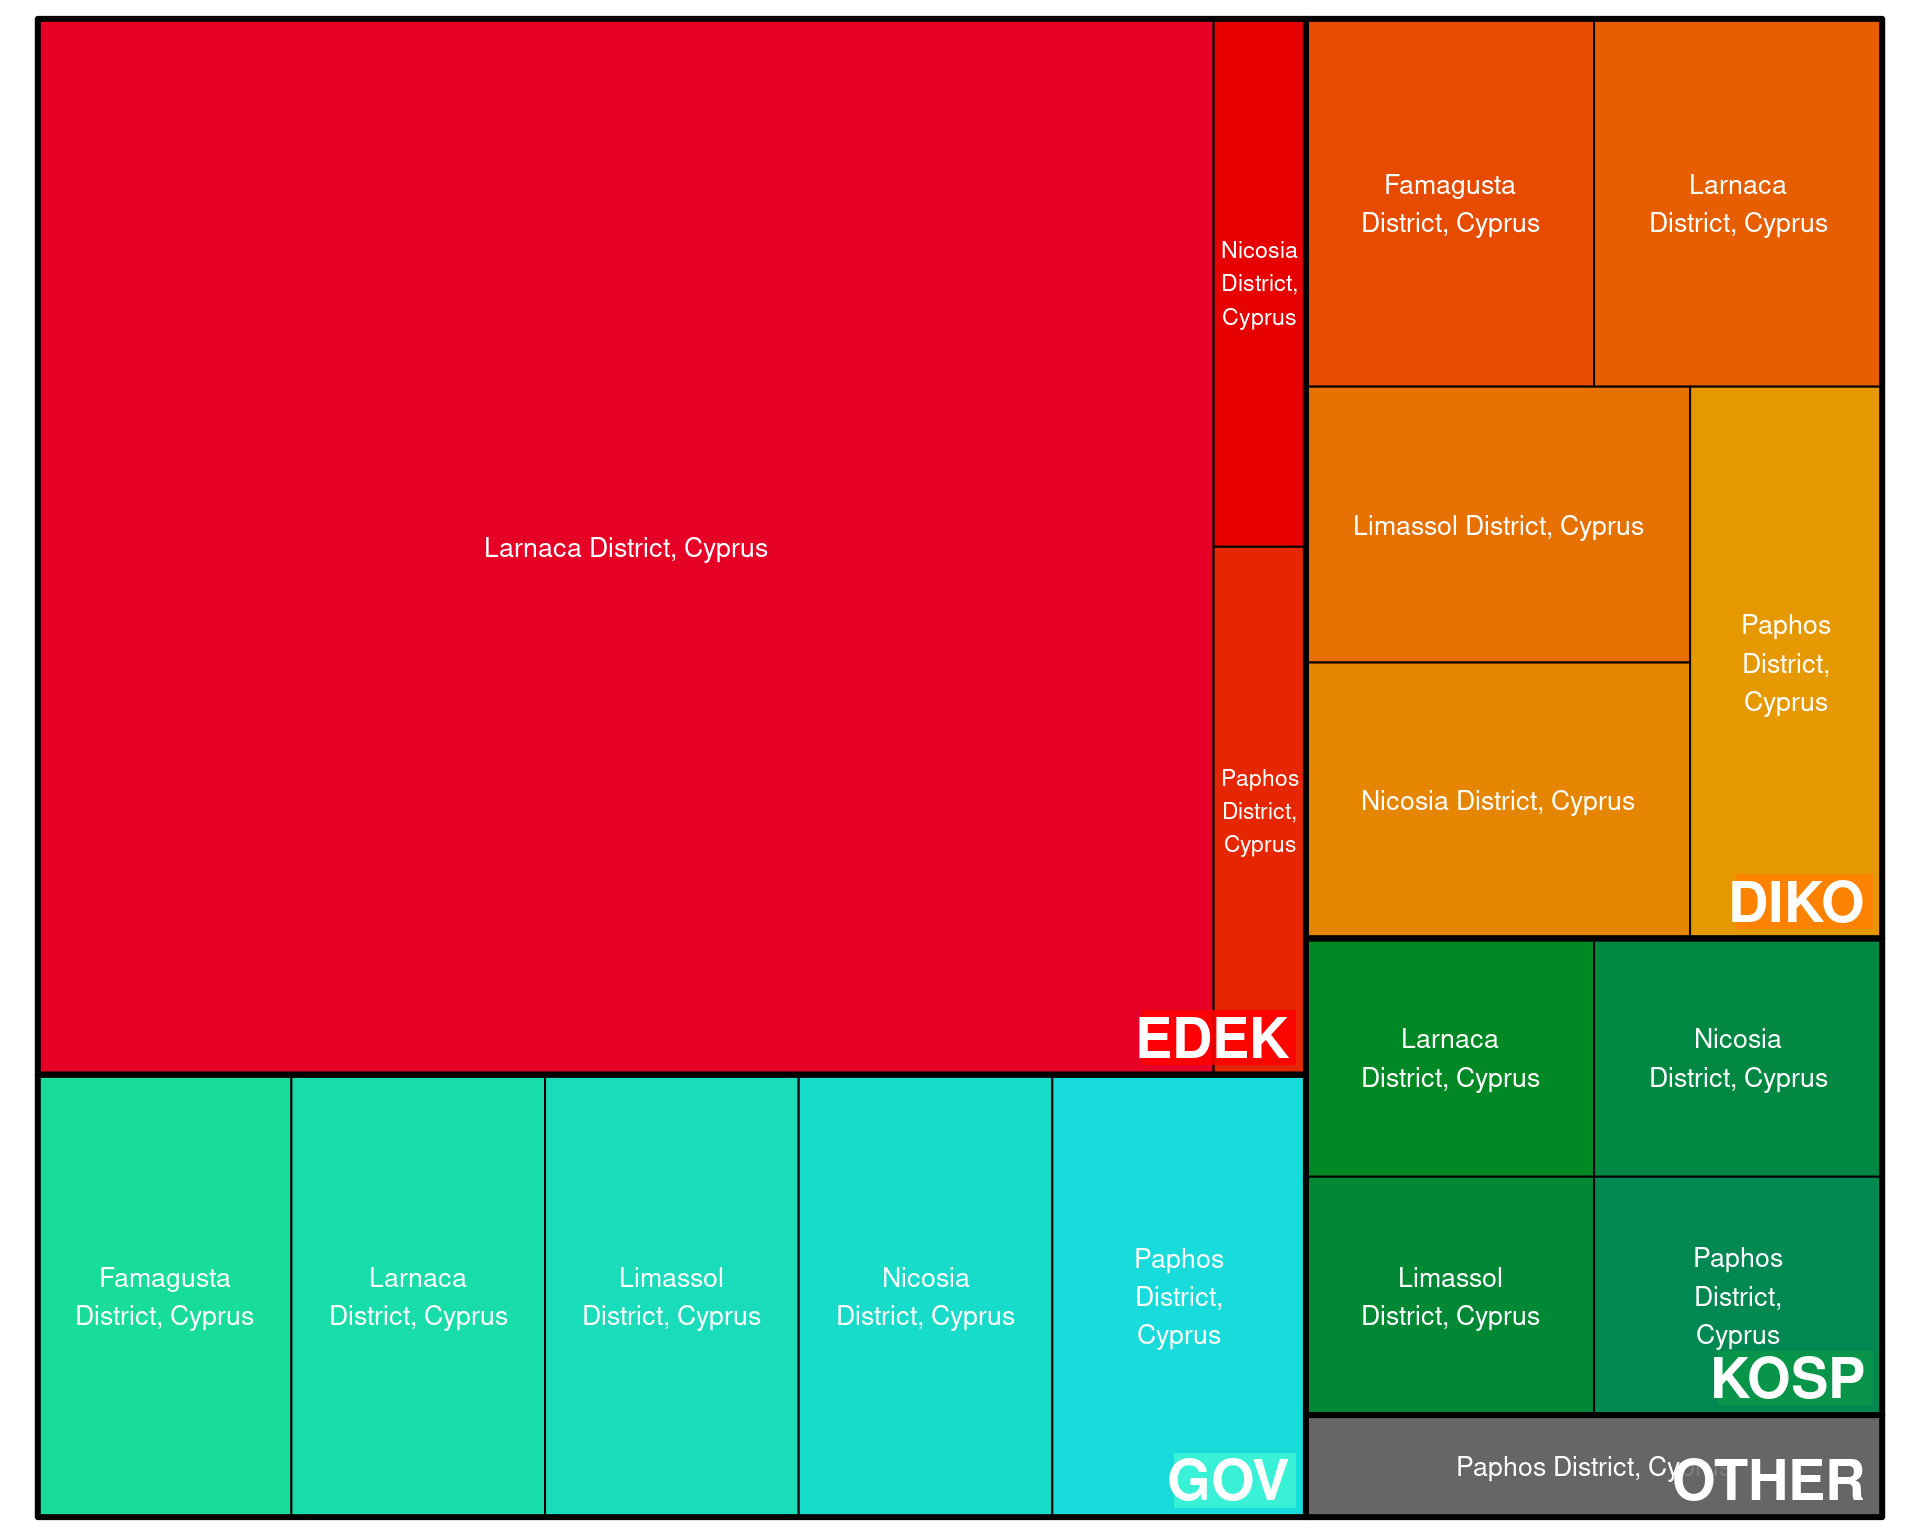 Larnaca District, Cyprus
Nicosia
District,
Cyprus
Paphos
District,
Cyprus
EDEK
Famagusta
District, Cyprus
Larnaca
District, Cyprus
Limassol District, Cyprus
Nicosia District, Cyprus
Paphos
District,
Cyprus
DIKO
Famagusta
District, Cyprus
Larnaca
District, Cyprus
Limassol
District, Cyprus
Nicosia
District, Cyprus
Paphos
District,
Cyprus
GOV
Larnaca
District, Cyprus
Nicosia
District, Cyprus
Limassol
District, Cyprus
Paphos
District,
Cyprus
KOSP
Paphos District, Cyprus
OTHER